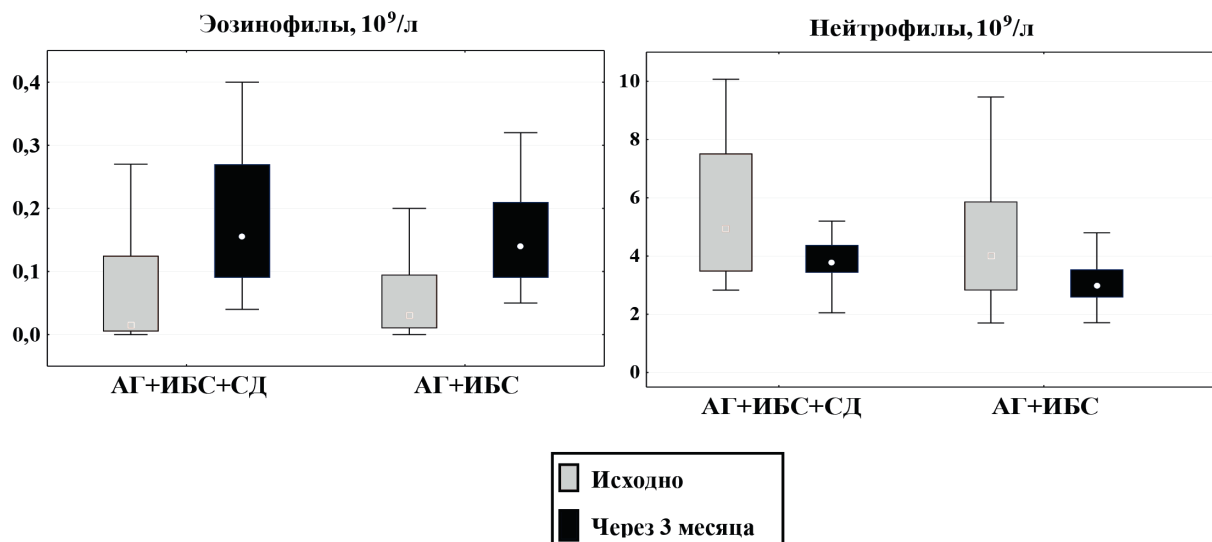 Эозинофилы, 10⁹/л
0,4
0,3
0,2
0,1
0,0
АГ+ИБС+СД
АГ+ИБС
Нейтрофилы, 10⁹/л
10
8
6
4
2
0
АГ+ИБС+СД
АГ+ИБС
Исходно
Через 3 месяца